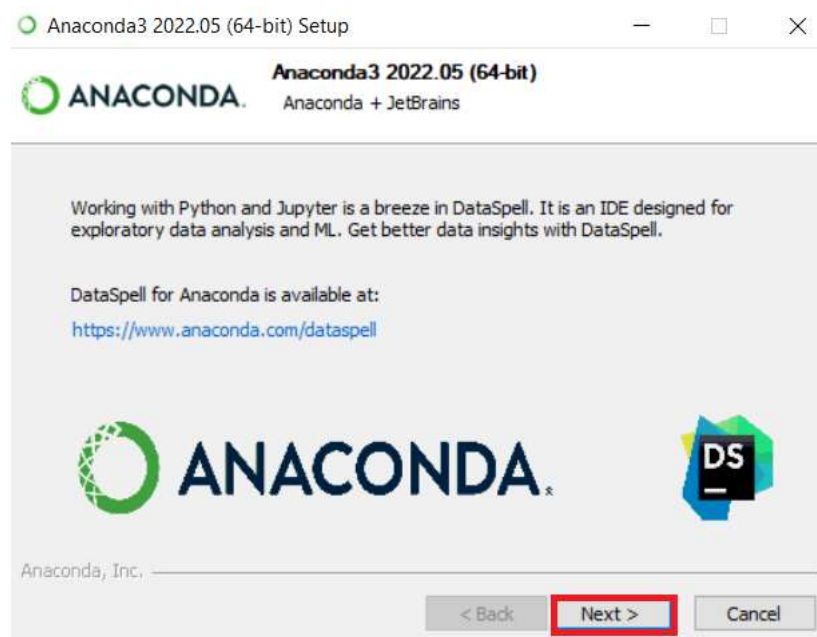 Anaconda3 2022.05 (64-bit) Setup
ANACONDA.
Anaconda3 2022.05 (64-bit)
Anaconda + JetBrains
Working with Python and Jupyter is a breeze in DataSpell. It is an IDE designed for
exploratory data analysis and ML. Get better data insights with DataSpell.
DataSpell for Anaconda is available at:
https://www.anaconda.com/dataspell
ANACONDA.
DS
Anaconda, Inc.
< Back Next > Cancel